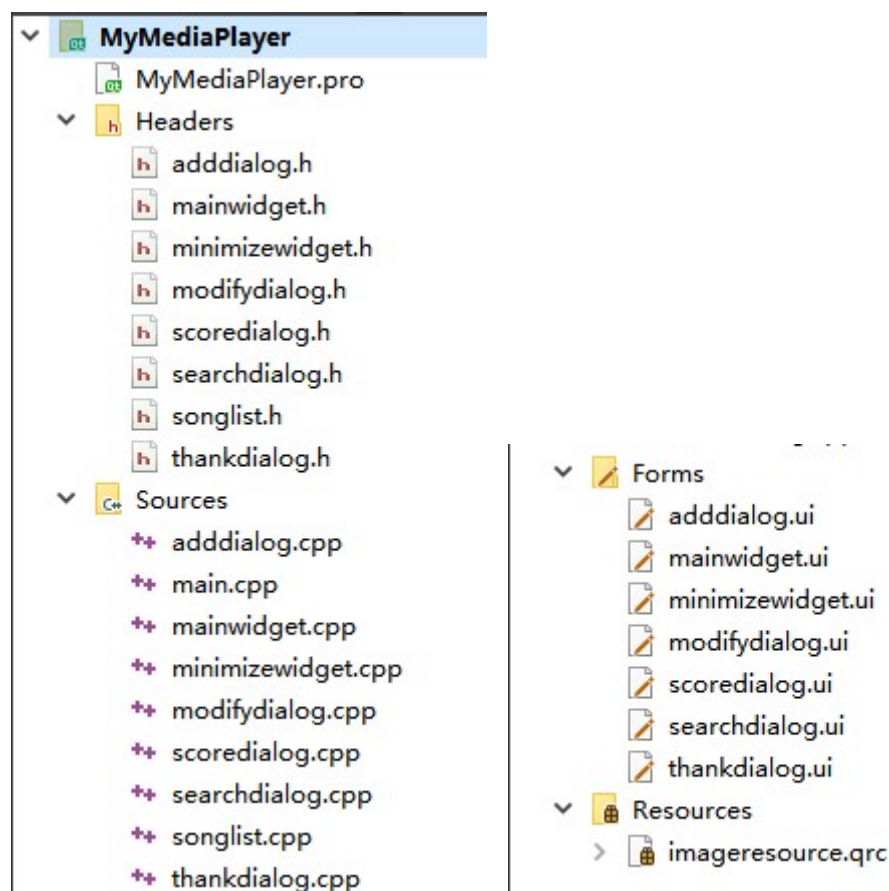 MyMediaPlayer
MyMediaPlayer.pro
Headers
adddialog.h
mainwidget.h
minimizewidget.h
modifydialog.h
scoredialog.h
searchdialog.h
songlist.h
thankdialog.h
Sources
adddialog.cpp
main.cpp
mainwidget.cpp
minimizewidget.cpp
modifydialog.cpp
scoredialog.cpp
searchdialog.cpp
songlist.cpp
thankdialog.cpp
Forms
adddialog.ui
mainwidget.ui
minimizewidget.ui
modifydialog.ui
scoredialog.ui
searchdialog.ui
thankdialog.ui
Resources
imageresource.qrc